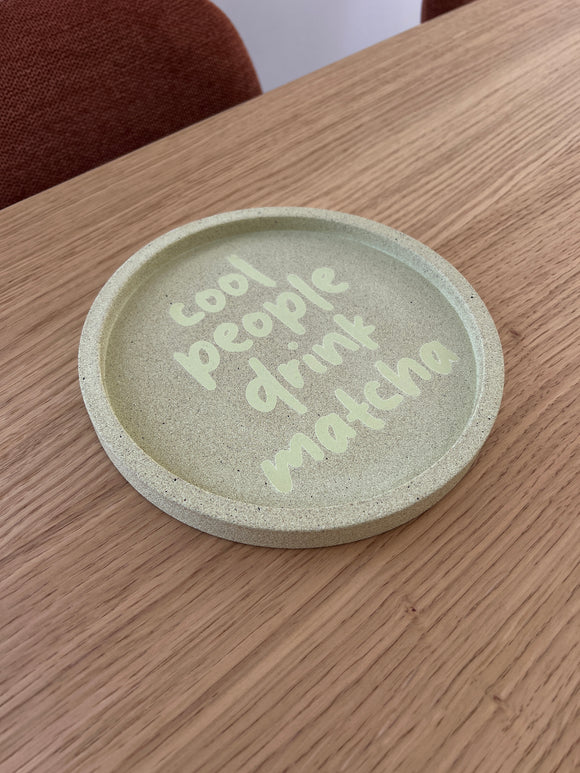 cool
people
drink
matcha